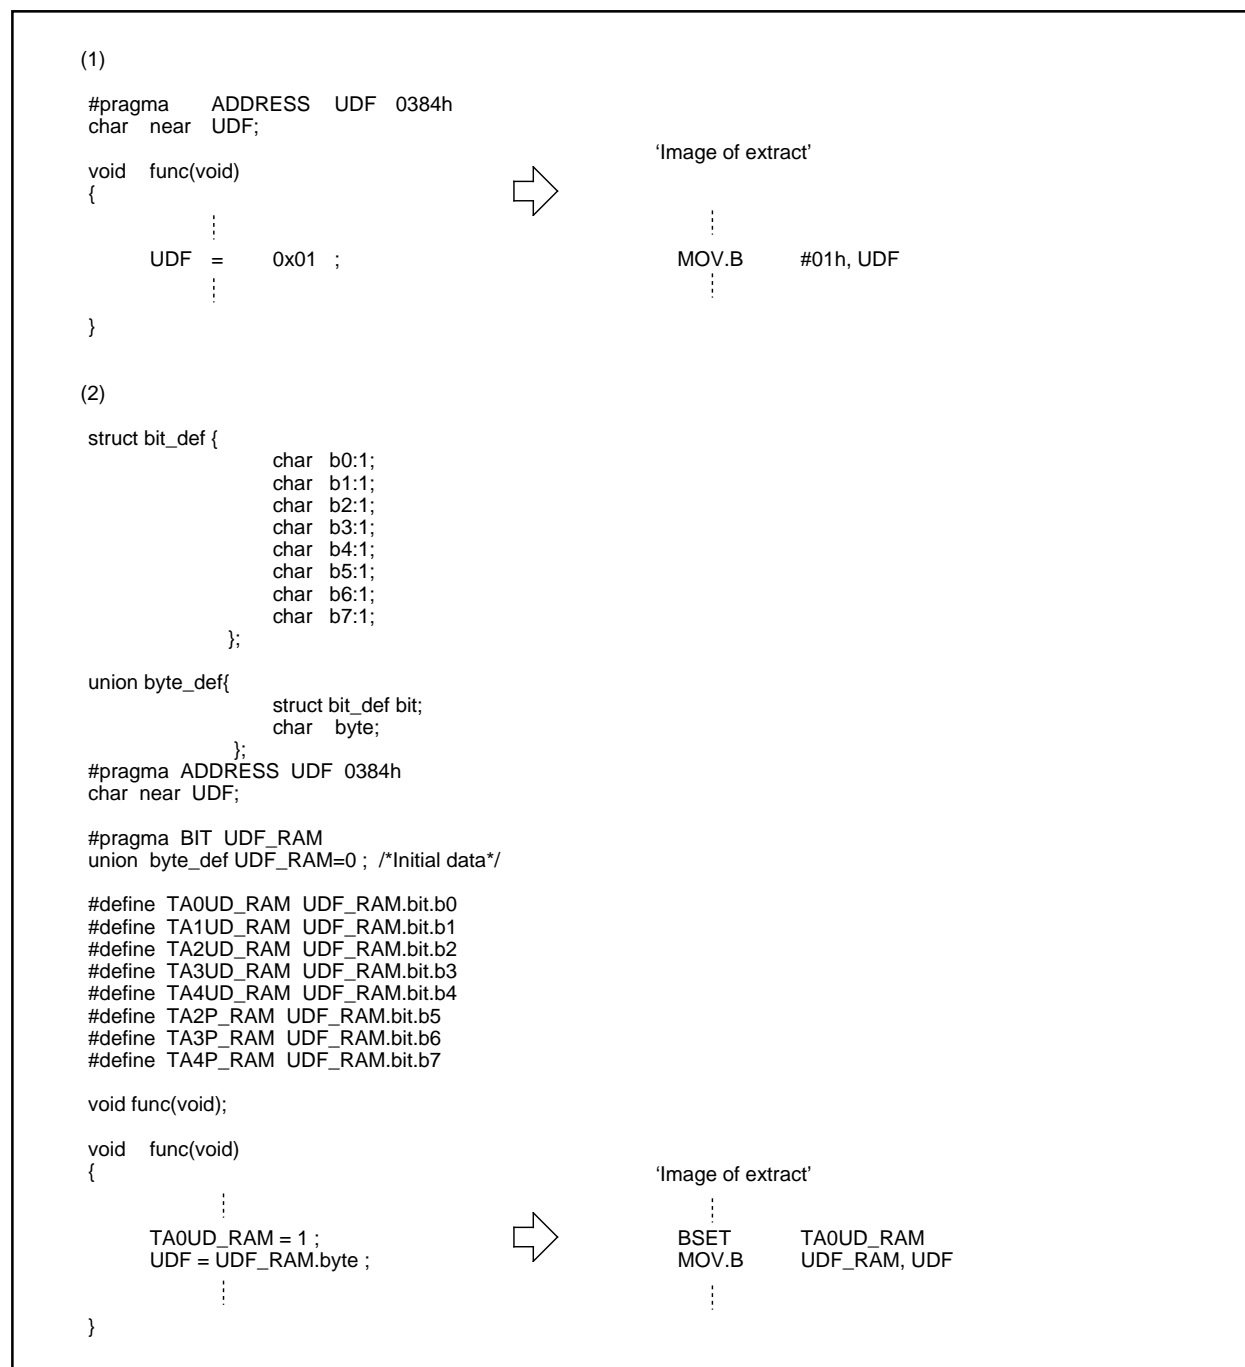 (1)
#pragma ADDRESS UDF 0384h
char near UDF;
‘Image of extract’
void func(void)
{
UDF = 0x01 ;
MOV.B #01h, UDF
}
(2)
struct bit_def {
char b0:1;
char b1:1;
char b2:1;
char b3:1;
char b4:1;
char b5:1;
char b6:1;
char b7:1;
};
union byte_def{
struct bit_def bit;
char byte;
};
#pragma ADDRESS UDF 0384h
char near UDF;
#pragma BIT UDF_RAM
union byte_def UDF_RAM=0 ; /*Initial data*/
#define TA0UD_RAM UDF_RAM.bit.b0
#define TA1UD_RAM UDF_RAM.bit.b1
#define TA2UD_RAM UDF_RAM.bit.b2
#define TA3UD_RAM UDF_RAM.bit.b3
#define TA4UD_RAM UDF_RAM.bit.b4
#define TA2P_RAM UDF_RAM.bit.b5
#define TA3P_RAM UDF_RAM.bit.b6
#define TA4P_RAM UDF_RAM.bit.b7
void func(void);
void func(void)
{
‘Image of extract’
TA0UD_RAM = 1 ;
BSET TA0UD_RAM
UDF = UDF_RAM.byte ;
MOV.B UDF_RAM, UDF
}